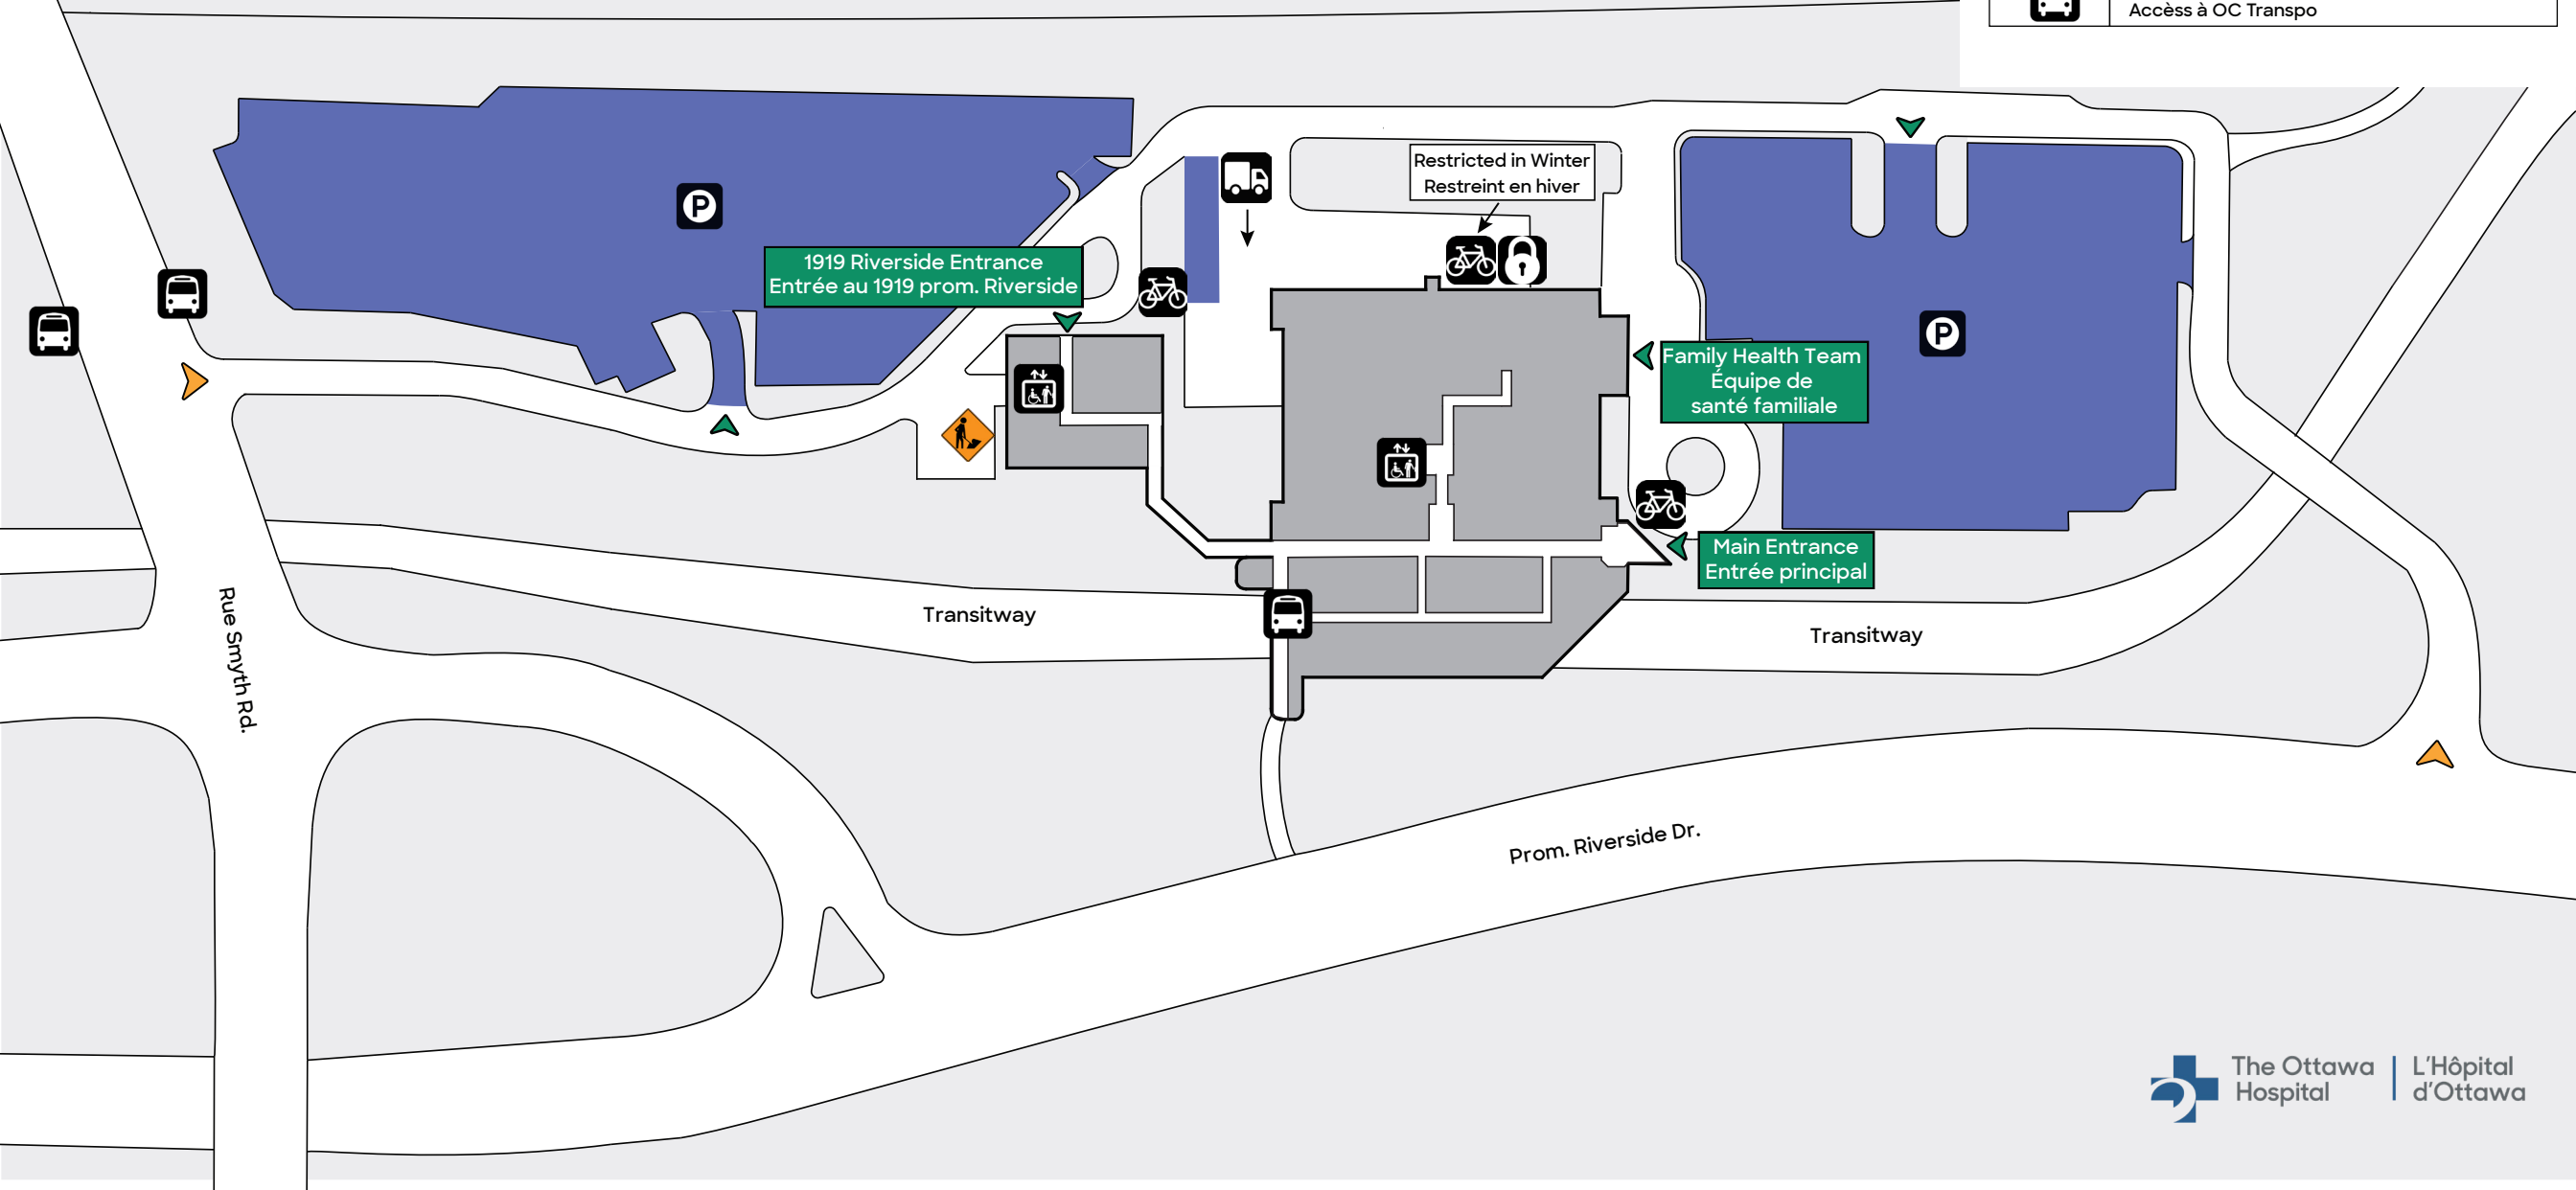 Accèss à OC Transpo
Restricted in Winter
Restreint en hiver
P
1919 Riverside Entrance
Entrée au 1919 prom. Riverside
P
Family Health Team
Équipe de
santé familiale
Main Entrance
Entrée principal
Transitway
Transitway
Rue Smyth Rd.
Prom. Riverside Dr.
The Ottawa
Hospital
L'Hôpital
d'Ottawa